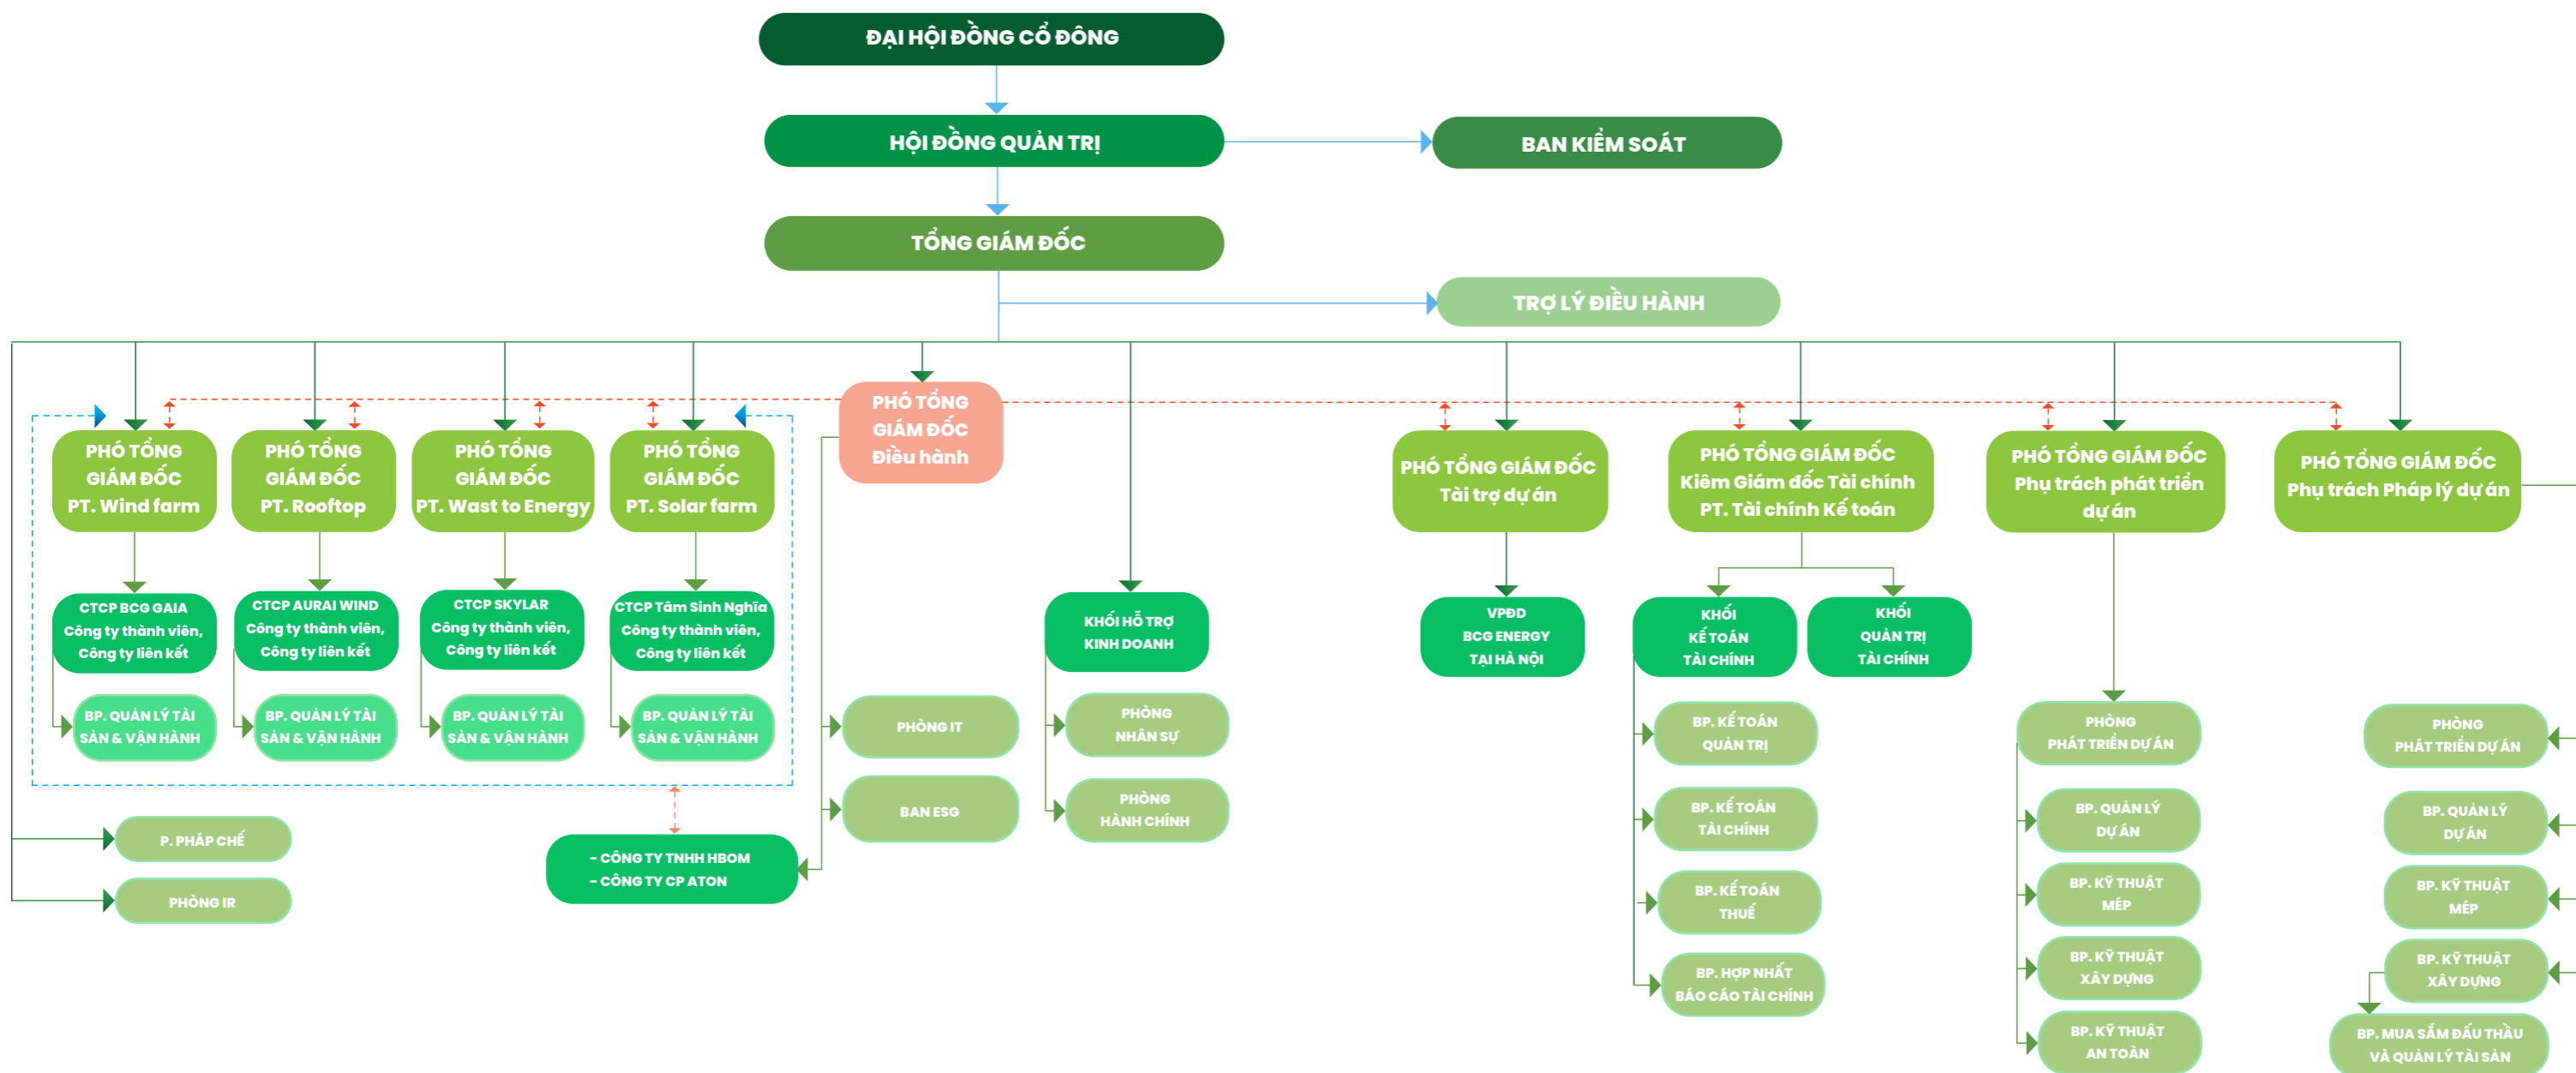 ĐẠI HỘI ĐỒNG CỔ ĐÔNG
HỘI ĐỒNG QUẢN TRỊ
BAN KIỂM SOÁT
TỔNG GIÁM ĐỐC
TRỢ LÝ ĐIỀU HÀNH
PHÓ TỔNG
GIÁM ĐỐC
Điều hành
PHÓ TỔNG
GIÁM ĐỐC
PT. Wind farm
PHÓ TỔNG
GIÁM ĐỐC
PT. Rooftop
PHÓ TỔNG
GIÁM ĐỐC
PT. Wast to Energy
PHÓ TỔNG
GIÁM ĐỐC
PT. Solar farm
PHÓ TỔNG GIÁM ĐỐC
Tài trợ dự án
PHÓ TỔNG GIÁM ĐỐC
Kiêm Giám đốc Tài chính
PT. Tài chính Kế toán
PHÓ TỔNG GIÁM ĐỐC
Phụ trách phát triển
dự án
PHÓ TỔNG GIÁM ĐỐC
Phụ trách Pháp lý dự án
CTCP BCG GAIA
Công ty thành viên,
Công ty liên kết
CTCP AURAI WIND
Công ty thành viên,
Công ty liên kết
CTCP SKYLAR
Công ty thành viên,
Công ty liên kết
CTCP Tâm Sinh Nghĩa
Công ty thành viên,
Công ty liên kết
KHỐI HỖ TRỢ
KINH DOANH
VPĐD
BCG ENERGY
TẠI HÀ NỘI
KHỐI
KẾ TOÁN
TÀI CHÍNH
KHỐI
QUẢN TRỊ
TÀI CHÍNH
BP. QUẢN LÝ TÀI
SẢN & VẬN HÀNH
BP. QUẢN LÝ TÀI
SẢN & VẬN HÀNH
BP. QUẢN LÝ TÀI
SẢN & VẬN HÀNH
BP. QUẢN LÝ TÀI
SẢN & VẬN HÀNH
PHÒNG IT
BAN ESG
PHÒNG
NHÂN SỰ
PHÒNG
HÀNH CHÍNH
BP. KẾ TOÁN
QUẢN TRỊ
BP. KẾ TOÁN
TÀI CHÍNH
BP. KẾ TOÁN
THUẾ
BP. HỢP NHẤT
BÁO CÁO TÀI CHÍNH
PHÒNG
PHÁT TRIỂN DỰ ÁN
BP. QUẢN LÝ
DỰ ÁN
BP. KỸ THUẬT
MÉP
BP. KỸ THUẬT
XÂY DỰNG
BP. KỸ THUẬT
AN TOÀN
PHÒNG
PHÁT TRIỂN DỰ ÁN
BP. QUẢN LÝ
DỰ ÁN
BP. KỸ THUẬT
MÉP
BP. KỸ THUẬT
XÂY DỰNG
BP. MUA SẮM ĐẤU THẦU
VÀ QUẢN LÝ TÀI SẢN
P. PHÁP CHẾ
PHÒNG IR
- CÔNG TY TNHH HBOM
- CÔNG TY CP ATON